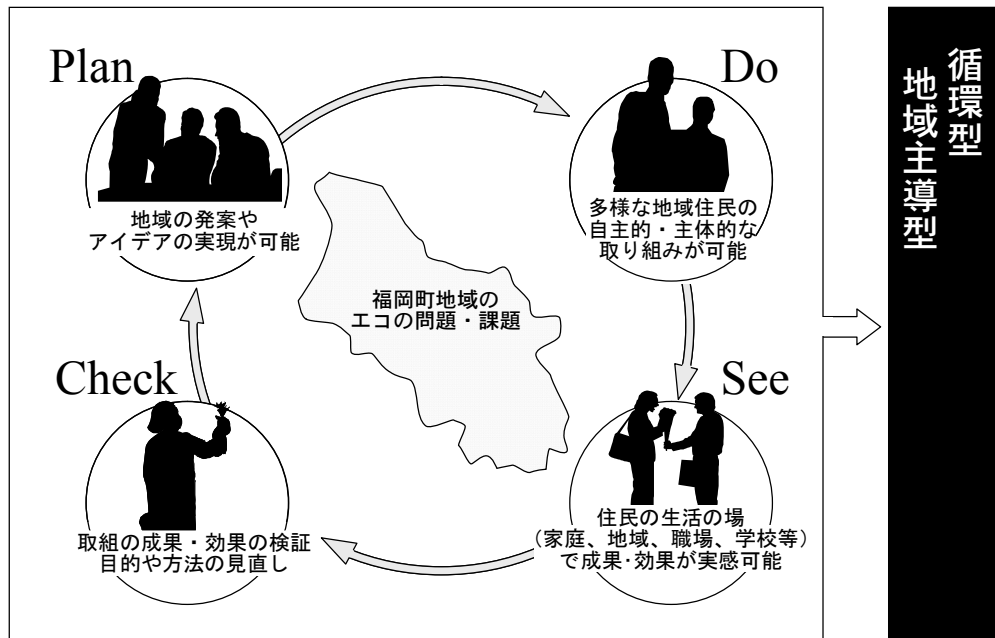 Plan
地域の発案や
アイデアの実現が可能
Do
多様な地域住民の
自主的・主体的な
取り組みが可能
福岡町地域の
エコの問題・課題
See
住民の生活の場
（家庭、地域、職場、学校等）
で成果・効果が実感可能
Check
取組の成果・効果の検証
目的や方法の見直し
循環型
地域主導型